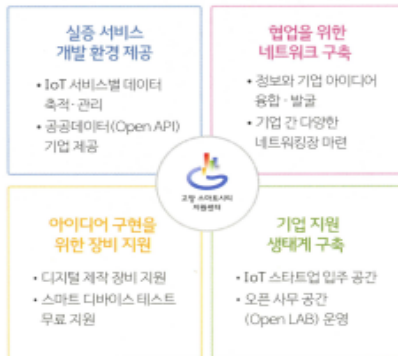 실증 서비스
개발 환경 제공
• IoT 서비스별 데이터
축적·관리
• 공공데이터(Open API)
기업 제공
협업을 위한
네트워크 구축
• 정보와 기업 아이디어
융합·발굴
• 기업 간 다양한
네트워킹장 마련
고양 스마트시티
지원센터
아이디어 구현을
위한 장비 지원
• 디지털 제작 장비 지원
• 스마트 디바이스 테스트
무료 지원
기업 지원
생태계 구축
• IoT 스타트업 입주 공간
• 오픈 사무 공간
(Open LAB) 운영